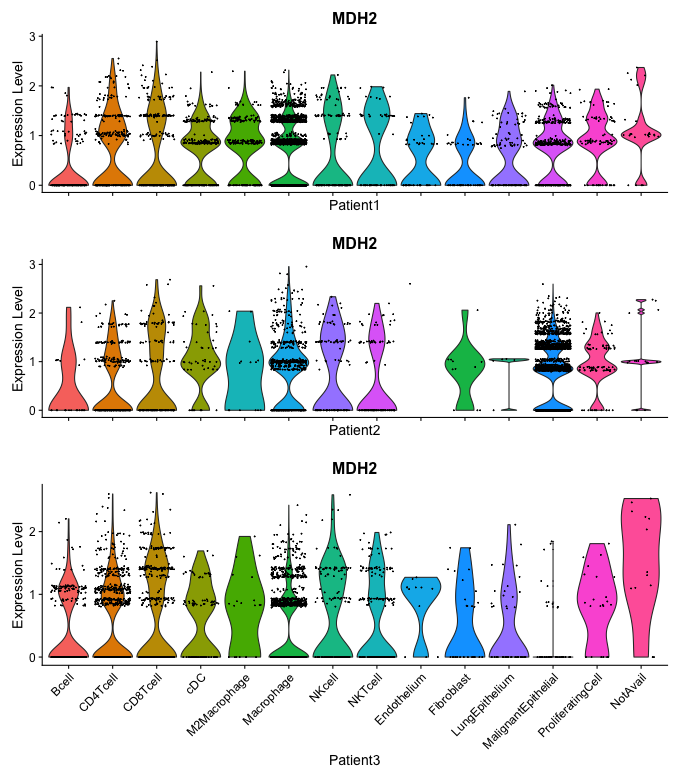 MDH2
Expression Level
3
2
1
0
Patient1
MDH2
Expression Level
3
2
1
0
Patient2
MDH2
Expression Level
2
1
0
Bcell
CD4Tcell
CD8Tcell
cDC
M2Macrophage
Macrophage
NKcell
NKTcell
Endothelium
Fibroblast
LungEpithelium
MalignantEpithelial
ProliferatingCell
NotAvail
Patient3